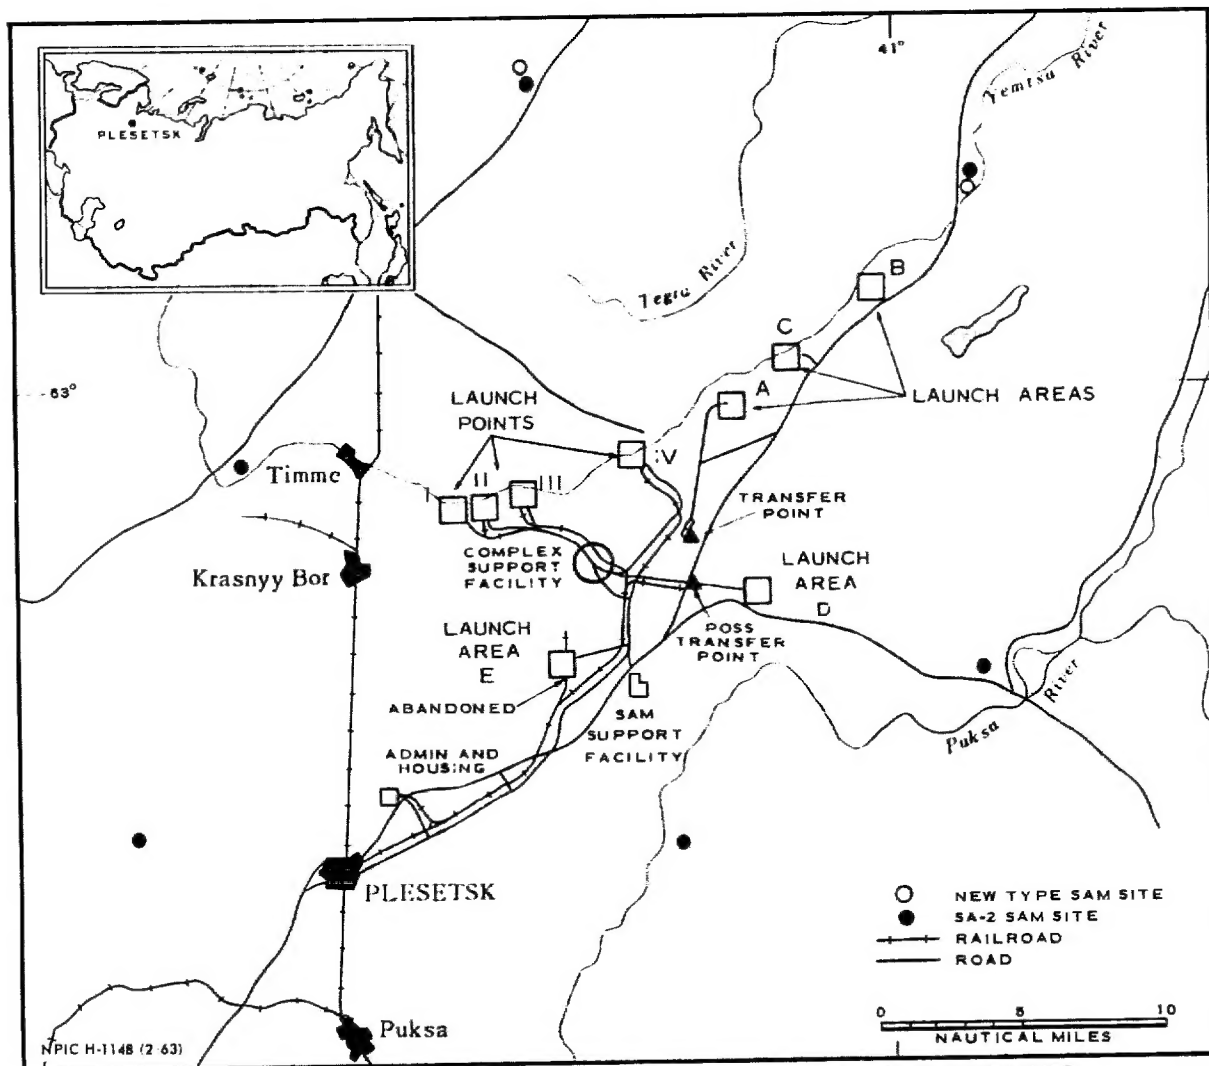 41°
Yemtsa River
PLESETSK
Tegra River
B
C
63°
A
LAUNCH AREAS
LAUNCH
POINTS
IV
Timme
I
II
III
TRANSFER
POINT
COMPLEX
SUPPORT
FACILITY
LAUNCH
AREA
D
Krasnyy Bor
POSS
TRANSFER
POINT
LAUNCH
AREA
E
ABANDONED
SAM
SUPPORT
FACILITY
Puksa River
ADMIN AND
HOUSING
PLESETSK
NEW TYPE SAM SITE
SA-2 SAM SITE
RAILROAD
ROAD
Puksa
0 5 10
NAUTICAL MILES
NPIC H-1148 (2-63)